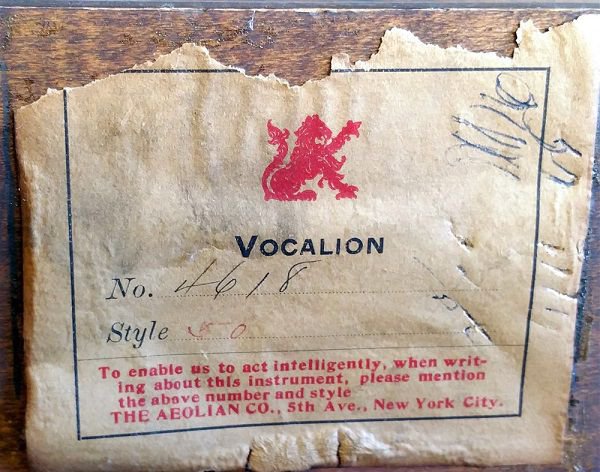 VOCALION
No. 4618
Style 50
To enable us to act intelligently, when writ-
ing about this instrument, please mention
the above number and style
THE AEOLIAN CO., 5th Ave., New York City.